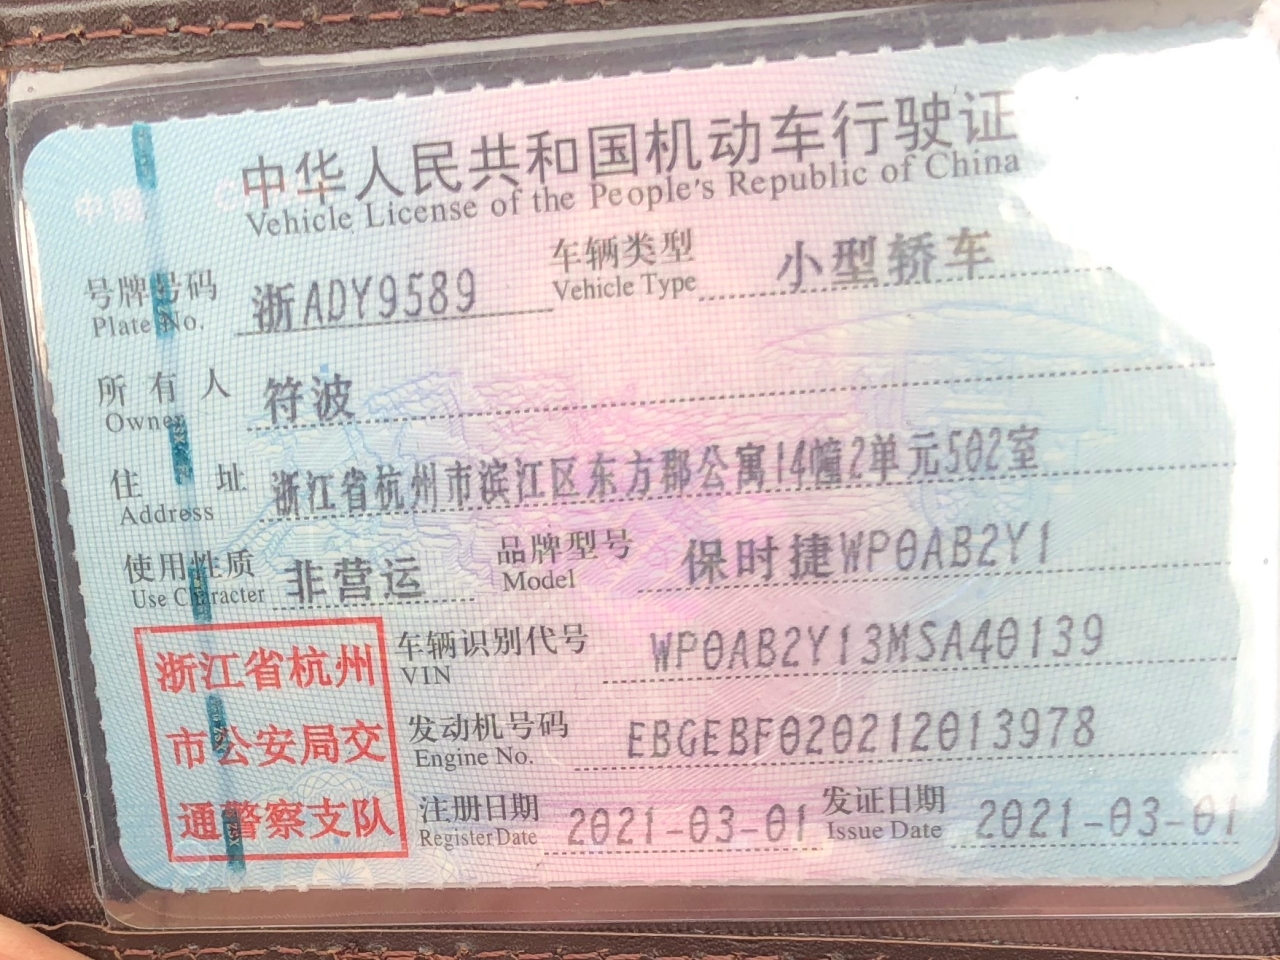 中华人民共和国机动车行驶证
Vehicle License of the People's Republic of China
号牌号码 浙ADY9589 车辆类型 小型轿车
Plate No. Vehicle Type
所有人 符波
Owner
住址 浙江省杭州市滨江区东方郡公寓14幢2单元502室
Address
使用性质 非营运 品牌型号 保时捷WP0AB2Y1
Use Character Model
浙江省杭州
市公安局交
通警察支队
车辆识别代号 WP0AB2Y13MSA40139
VIN
发动机号码 EBGEBF020212013978
Engine No.
注册日期 2021-03-01 发证日期 2021-03-01
Register Date Issue Date